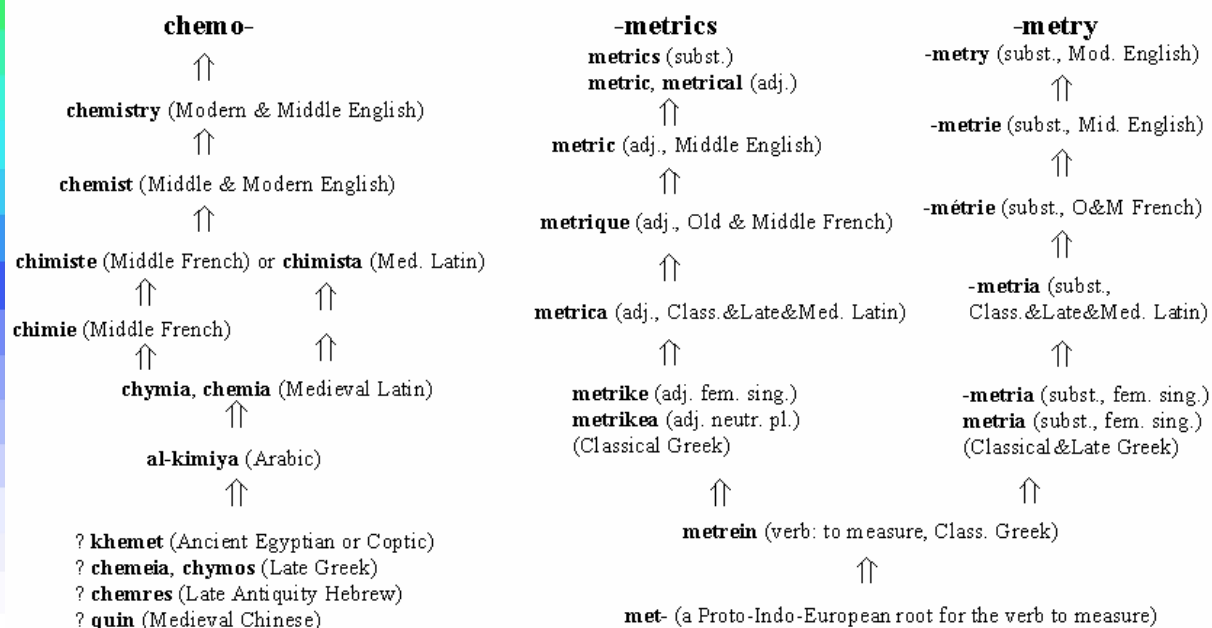 chemo-
chemistry (Modern & Middle English)
chemist (Middle & Modern English)
chimiste (Middle French) or chimista (Med. Latin)
chimie (Middle French)
chymia, chemia (Medieval Latin)
al-kimiya (Arabic)
? khemet (Ancient Egyptian or Coptic)
? chemeia, chymos (Late Greek)
? chemres (Late Antiquity Hebrew)
? quin (Medieval Chinese)
-metrics
metrics (subst.)
metric, metrical (adj.)
metric (adj., Middle English)
metrique (adj., Old & Middle French)
metrica (adj., Class.&Late&Med. Latin)
metrike (adj. fem. sing.)
metrikea (adj. neutr. pl.)
(Classical Greek)
-metry
-metry (subst., Mod. English)
-metrie (subst., Mid. English)
-métrie (subst., O&M French)
-metria (subst.,
Class.&Late&Med. Latin)
-metria (subst., fem. sing.)
metria (subst., fem. sing.)
(Classical&Late Greek)
metrein (verb: to measure, Class. Greek)
met- (a Proto-Indo-European root for the verb to measure)